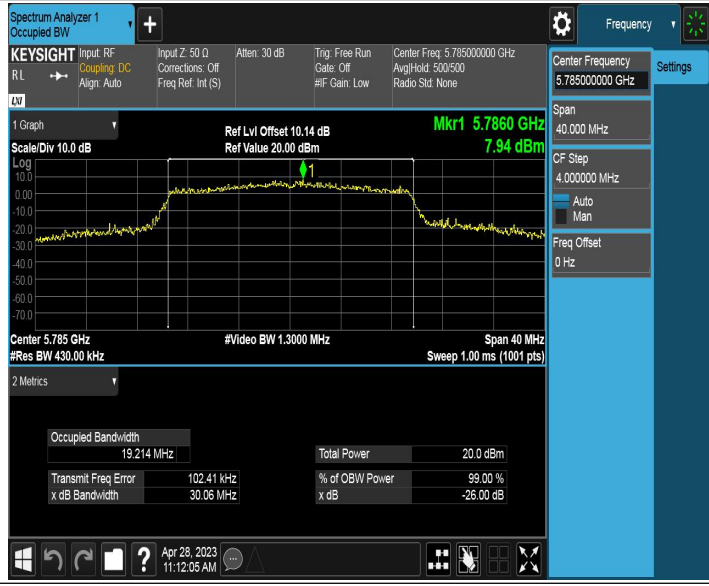 Spectrum Analyzer 1
Occupied BW
Frequency
KEYSIGHT
RL
LXI
Input: RF
Coupling: DC
Align: Auto
Input Z: 50 Ω
Corrections: Off
Freq Ref: Int (S)
Atten: 30 dB
Trig: Free Run
Gate: Off
#IF Gain: Low
Center Freq: 5.785000000 GHz
Avg|Hold: 500/500
Radio Std: None
Center Frequency
5.785000000 GHz
Settings
Span
40.000 MHz
CF Step
4.000000 MHz
Auto
Man
Freq Offset
0 Hz
1 Graph
Scale/Div 10.0 dB
Ref Lvl Offset 10.14 dB
Ref Value 20.00 dBm
Mkr1 5.7860 GHz
7.94 dBm
Log
10.0
0.00
-10.0
-20.0
-30.0
-40.0
-50.0
-60.0
-70.0
1
Center 5.785 GHz
#Video BW 1.3000 MHz
Span 40 MHz
#Res BW 430.00 kHz
Sweep 1.00 ms (1001 pts)
2 Metrics
Occupied Bandwidth
19.214 MHz
Total Power 20.0 dBm
Transmit Freq Error 102.41 kHz
% of OBW Power 99.00 %
x dB Bandwidth 30.06 MHz
x dB -26.00 dB
?
Apr 28, 2023
11:12:05 AM